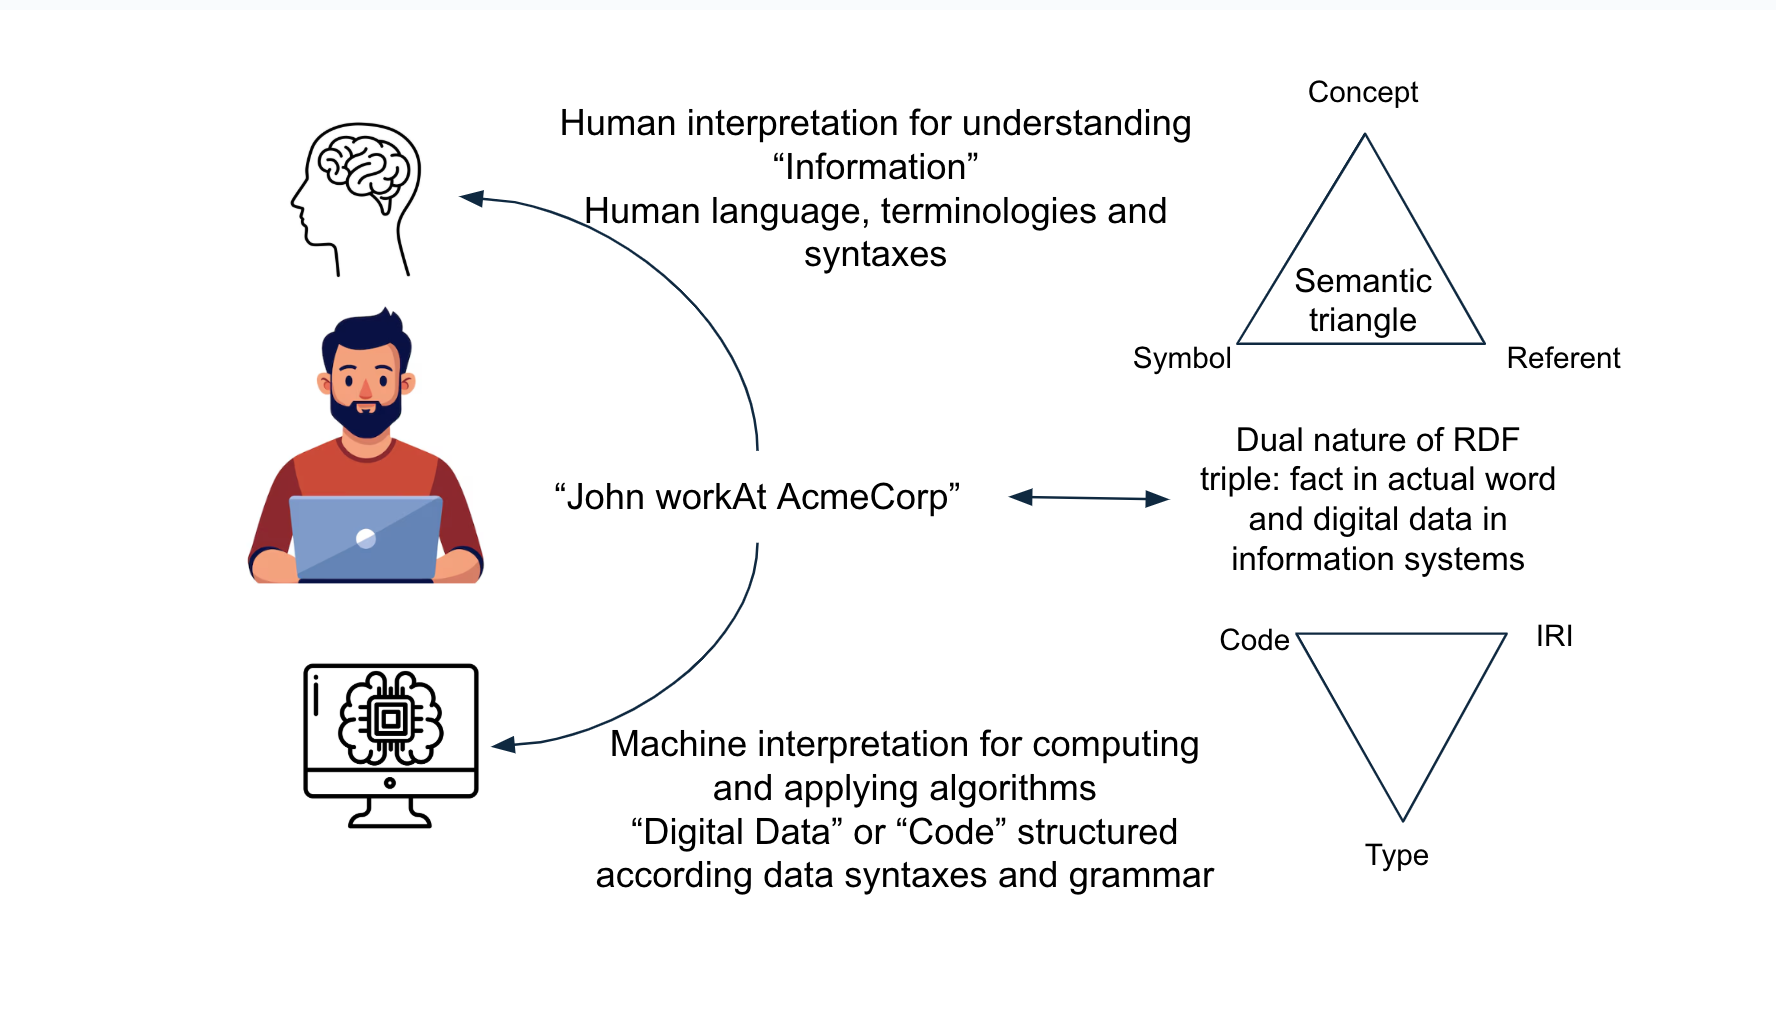 Concept
Human interpretation for understanding
“Information”
Human language, terminologies and
syntaxes
Semantic
triangle
Symbol
Referent
“John workAt AcmeCorp”
Dual nature of RDF
triple: fact in actual word
and digital data in
information systems
Code
IRI
Type
Machine interpretation for computing
and applying algorithms
“Digital Data” or “Code” structured
according data syntaxes and grammar